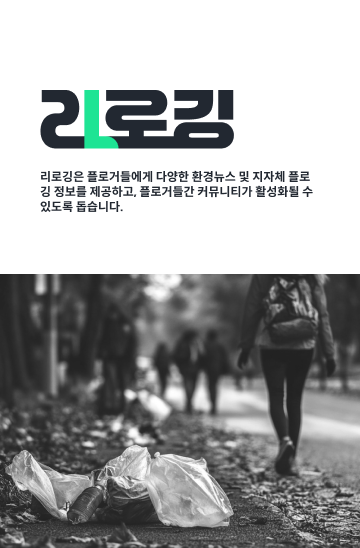 리로깅
리로깅은 플로거들에게 다양한 환경뉴스 및 지자체 플로
깅 정보를 제공하고, 플로거들간 커뮤니티가 활성화될 수
있도록 돕습니다.